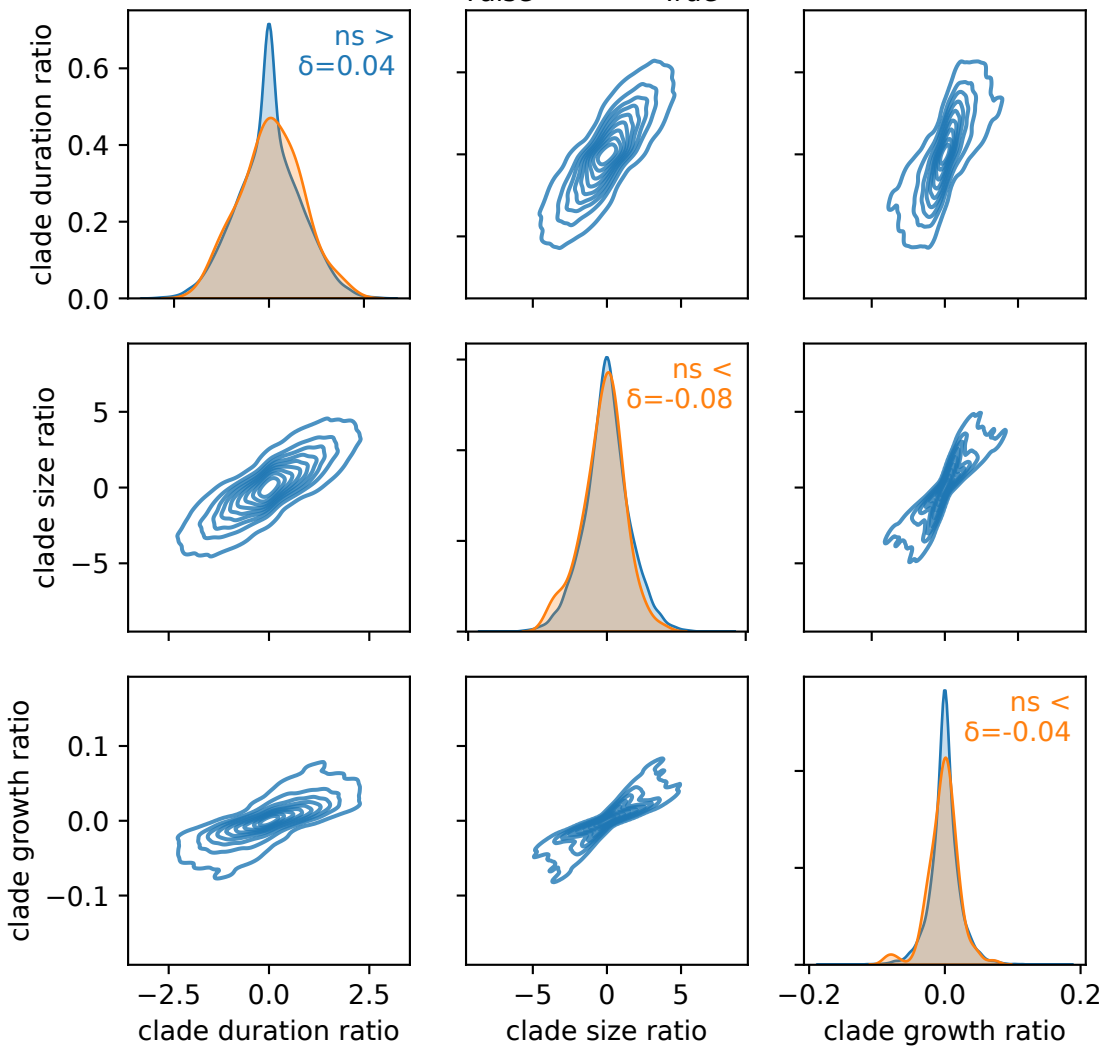 clade duration ratio
0.6
0.4
0.2
0.0
ns >
δ=0.04
clade size ratio
5
0
−5
ns <
δ=-0.08
clade growth ratio
0.1
0.0
−0.1
ns <
δ=-0.04
−2.5 0.0 2.5
−5 0 5
−0.2 0.0 0.2
clade duration ratio
clade size ratio
clade growth ratio